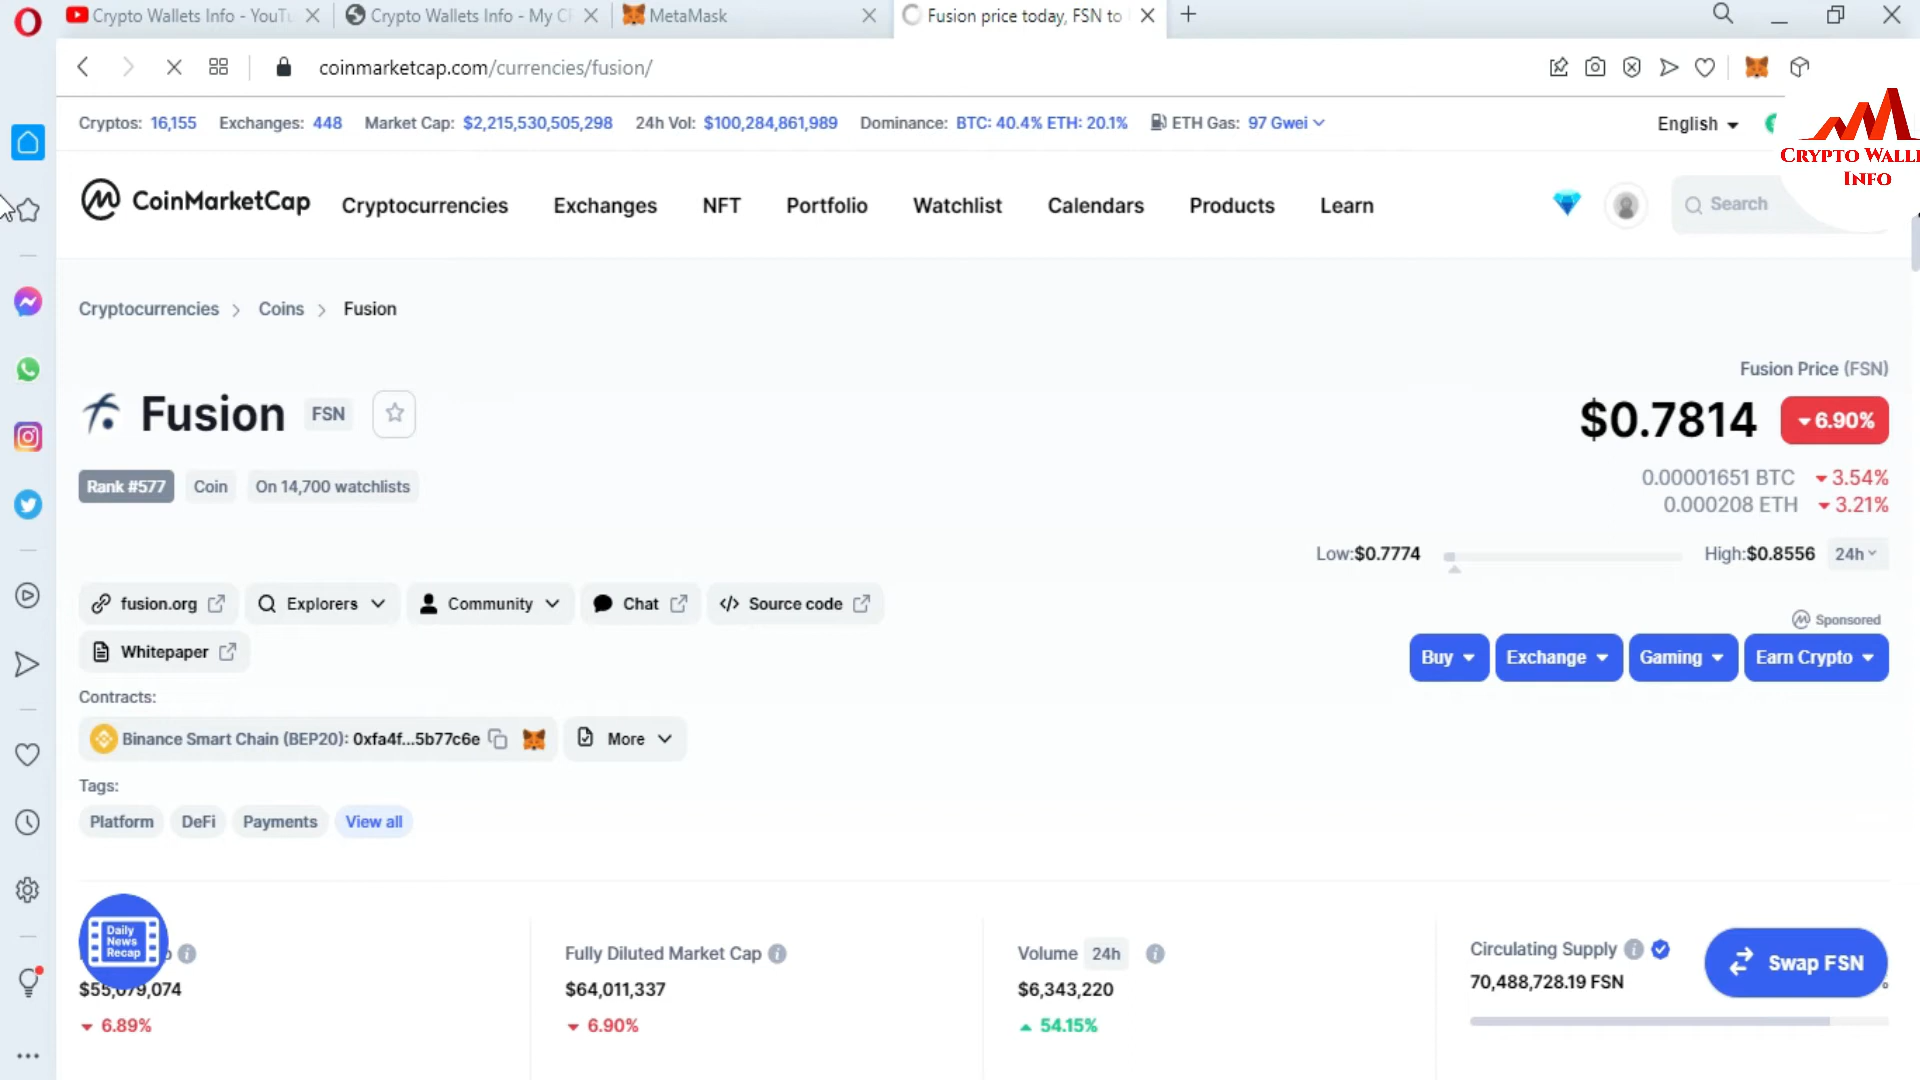 Crypto Wallets Info - YouTu
Crypto Wallets Info - My C
MetaMask
Fusion price today, FSN to
coinmarketcap.com/currencies/fusion/
Cryptos: 16,155 Exchanges: 448 Market Cap: $2,215,530,505,298 24h Vol: $100,284,861,989 Dominance: BTC: 40.4% ETH: 20.1% ETH Gas: 97 Gwei
English
CRYPTO WALLE
INFO
CoinMarketCap Cryptocurrencies Exchanges NFT Portfolio Watchlist Calendars Products Learn
Search
Cryptocurrencies > Coins > Fusion
Fusion Price (FSN)
Fusion FSN
$0.7814 6.90%
Rank #577 Coin On 14,700 watchlists
0.00001651 BTC 3.54%
0.000208 ETH 3.21%
Low:$0.7774 High:$0.8556 24h
fusion.org Explorers Community Chat Source code
Sponsored
Whitepaper
Buy Exchange Gaming Earn Crypto
Contracts:
Binance Smart Chain (BEP20): 0xfa4f...5b77c6e More
Tags:
Platform DeFi Payments View all
Daily
News
Recap
$55,079,074
6.89%
Fully Diluted Market Cap
$64,011,337
6.90%
Volume 24h
$6,343,220
54.15%
Circulating Supply
70,488,728.19 FSN
Swap FSN